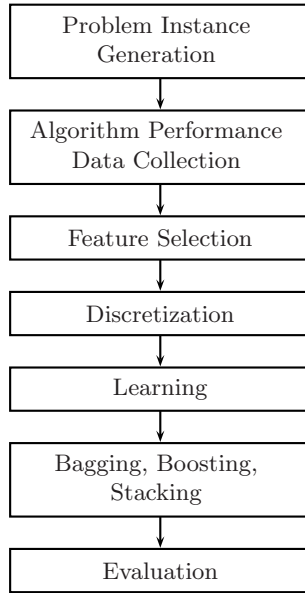 Problem Instance
Generation
Algorithm Performance
Data Collection
Feature Selection
Discretization
Learning
Bagging, Boosting,
Stacking
Evaluation